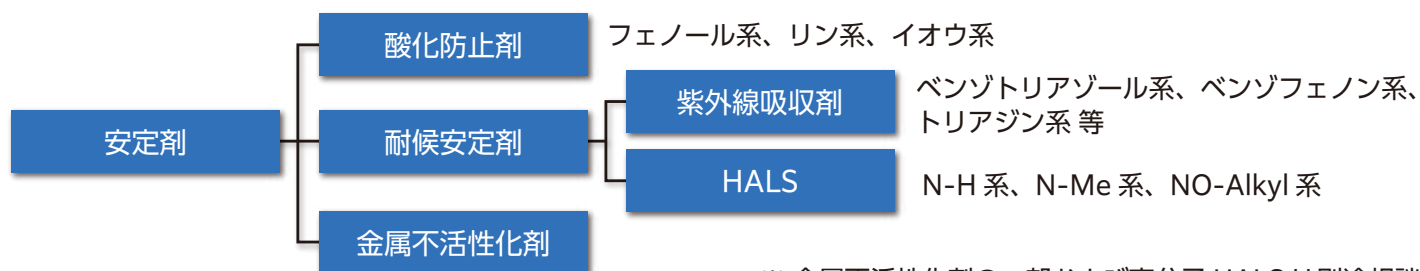 酸化防止剤
フェノール系、リン系、イオウ系
安定剤
耐候安定剤
紫外線吸収剤
ベンゾトリアゾール系、ベンゾフェノン系、
トリアジン系 等
HALS
N-H 系、N-Me 系、NO-Alkyl 系
金属不活性化剤